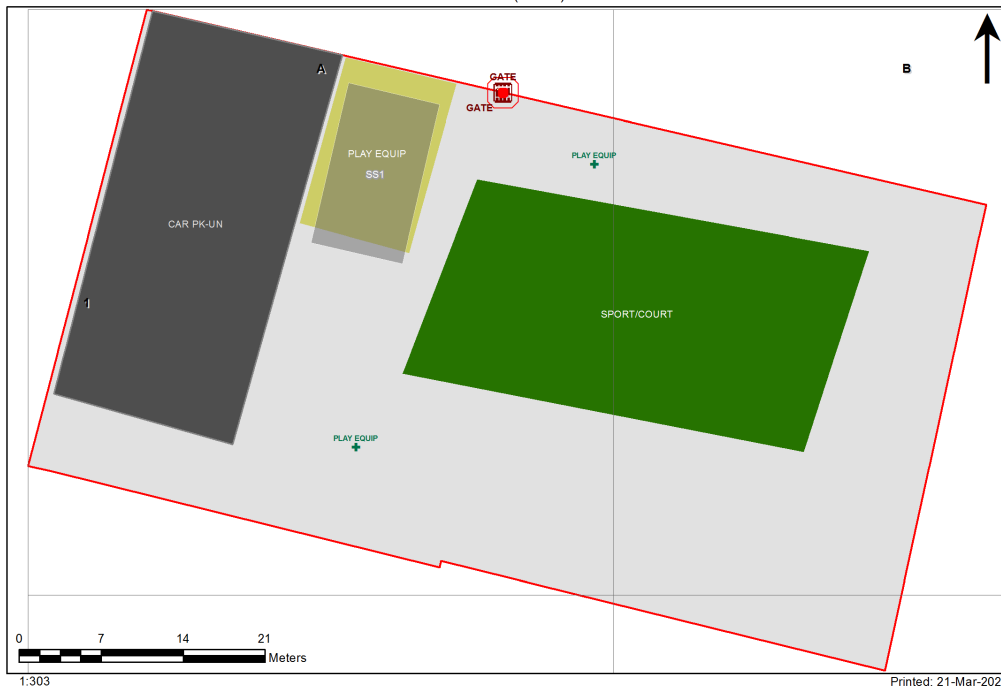 A
B
GATE
GATE
PLAY EQUIP
PLAY EQUIP
SS1
CAR PK-UN
1
SPORT/COURT
PLAY EQUIP
0 7 14 21
Meters
1:303
Printed: 21-Mar-202